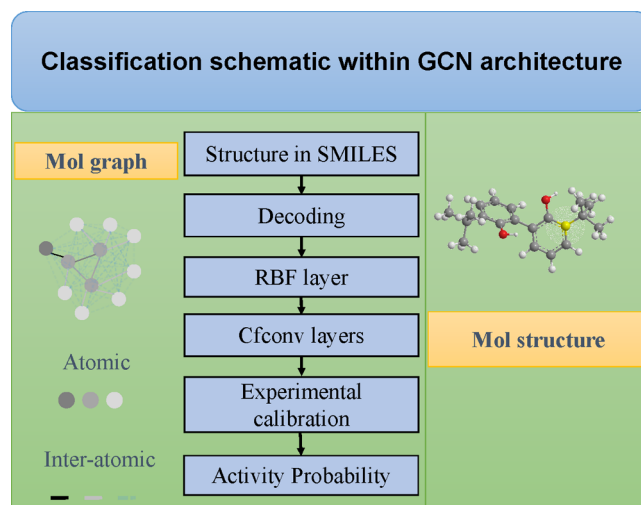 Classification schematic within GCN architecture
Mol graph
Atomic
Inter-atomic
Structure in SMILES
Decoding
RBF layer
Cfconv layers
Experimental
calibration
Activity Probability
Mol structure